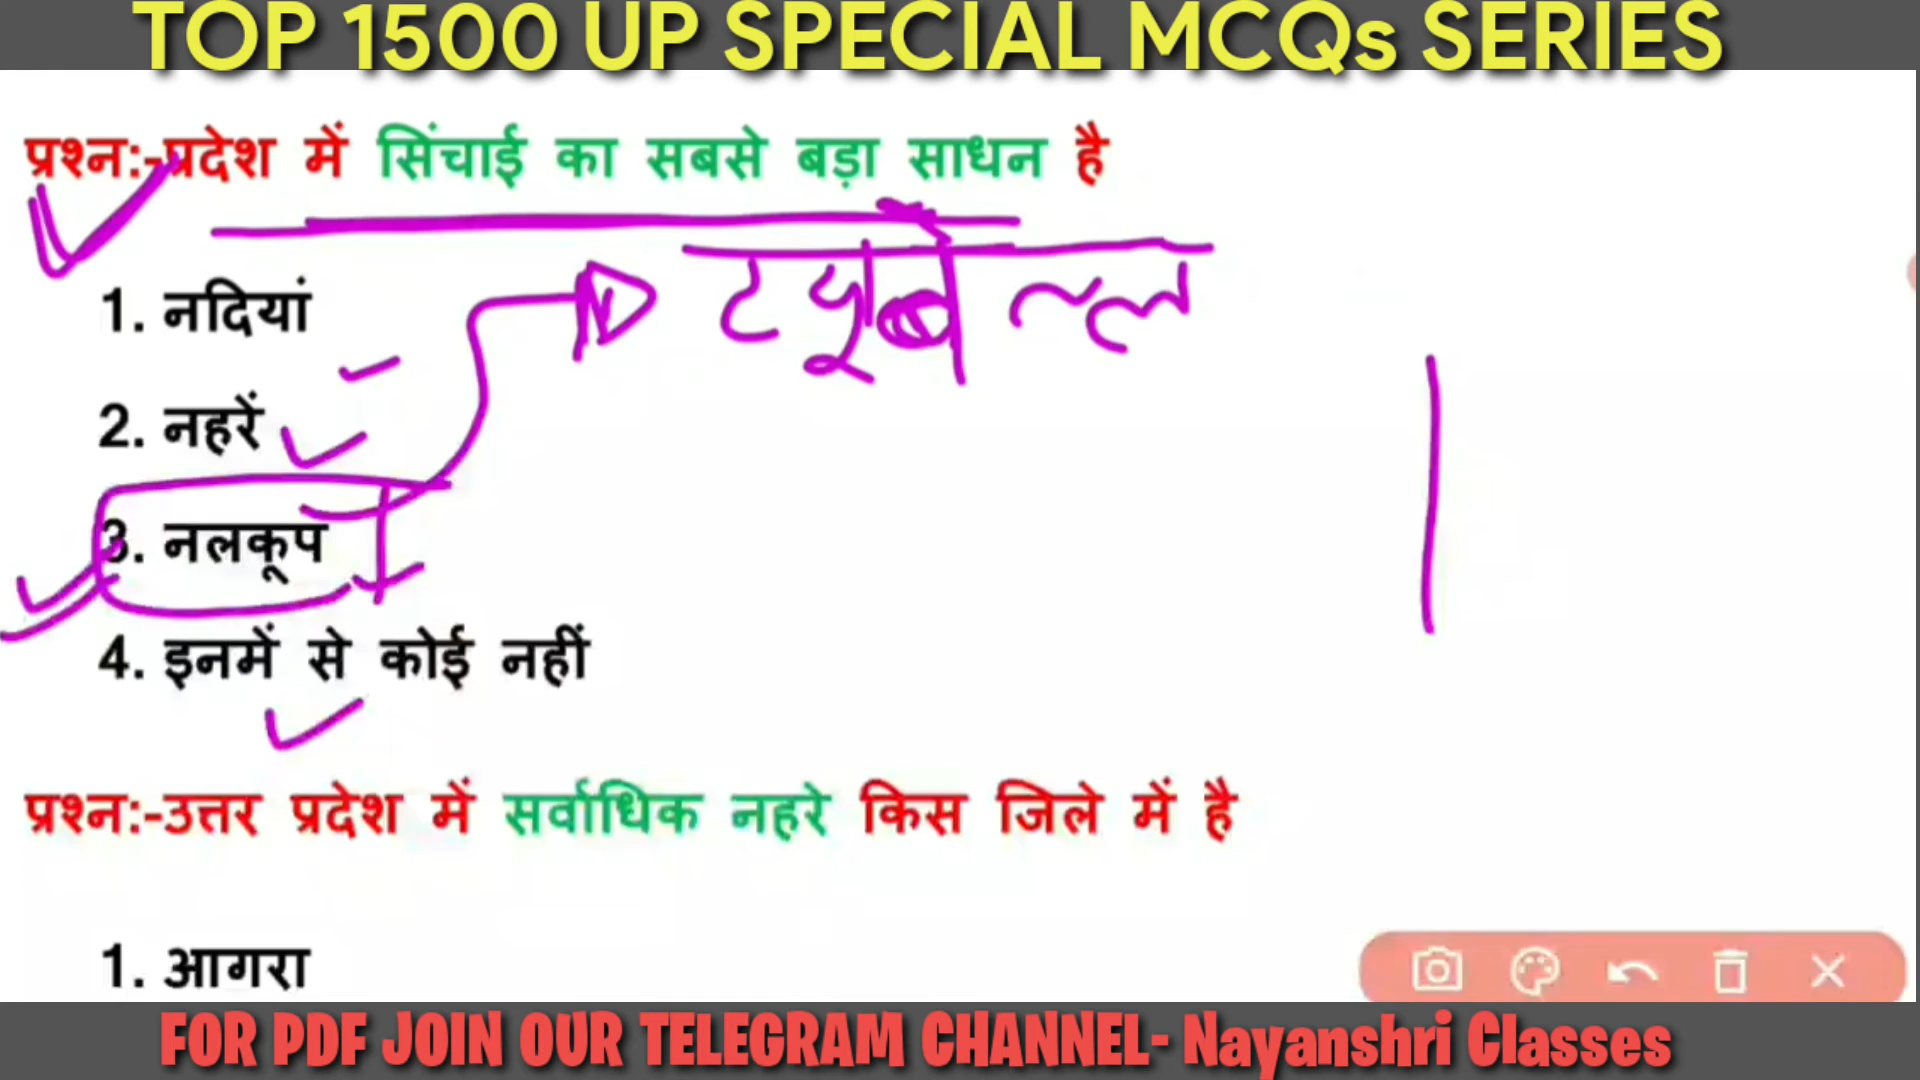 TOP 1500 UP SPECIAL MCQs SERIES
प्रश्न:-प्रदेश में सिंचाई का सबसे बड़ा साधन है
1. नदियां
2. नहरें
3. नलकूप
4. इनमें से कोई नहीं
प्रश्न:-उत्तर प्रदेश में सर्वाधिक नहरे किस जिले में है
1. आगरा
FOR PDF JOIN OUR TELEGRAM CHANNEL- Nayanshri Classes